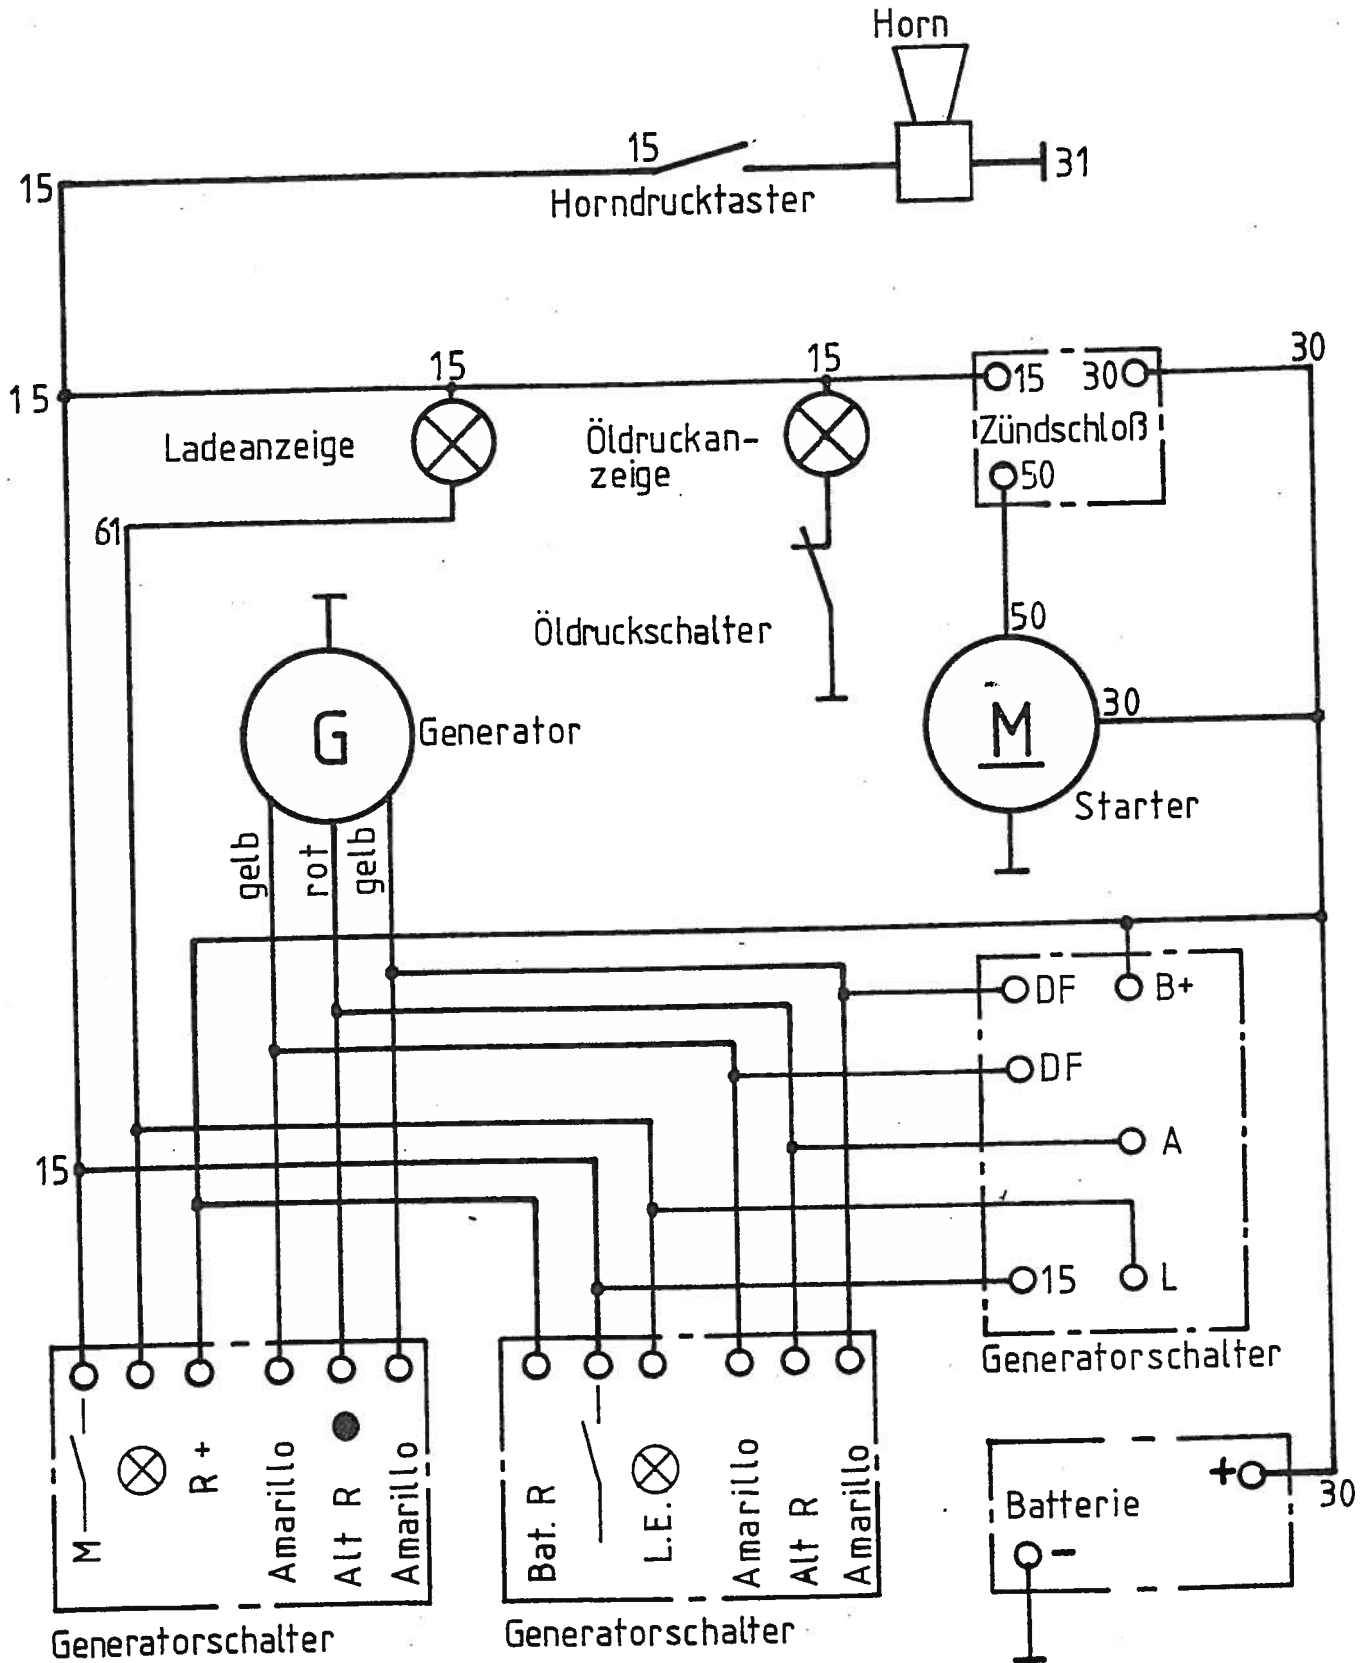 Horn
15
31
15
Horndrucktaster
30
15
15
15
15
30
Ladeanzeige
Öldruckan-
zeige
Zündschloß
50
61
50
Öldruckschalter
G
Generator
M
30
Starter
gelb
rot
gelb
DF
B+
DF
A
15
15
L
Generatorschalter
M
R +
Amarillo
Alt R
Amarillo
Bat. R
L.E.
Amarillo
Alt R
Amarillo
+
30
Batterie
-
Generatorschalter
Generatorschalter